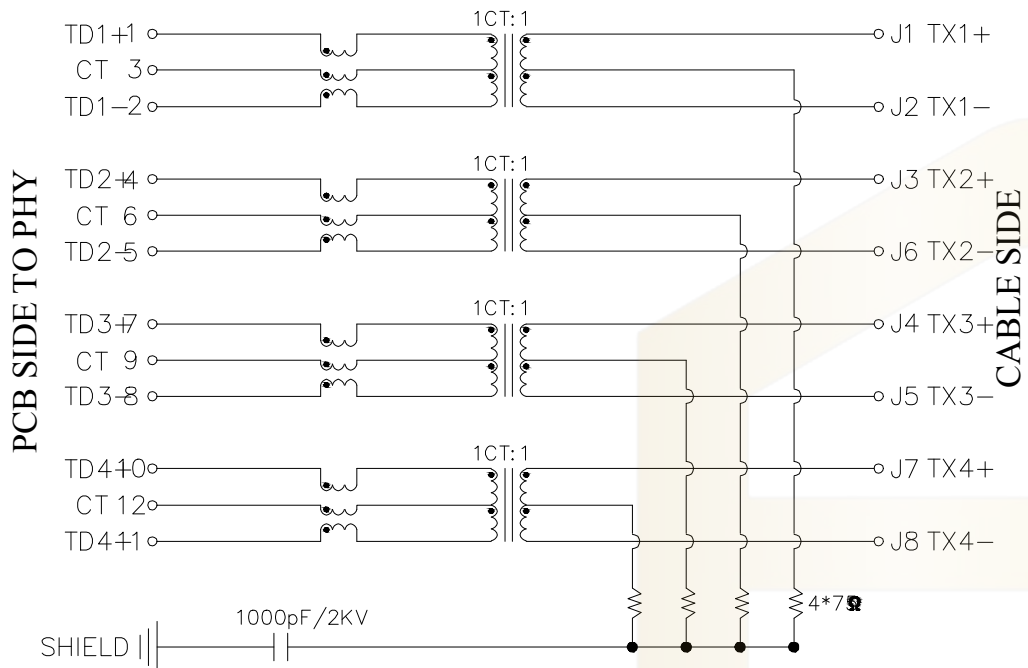 1CT:1
TD1+1 J1 TX1+
CT 3
TD1-2 J2 TX1-
1CT:1
TD2+4 J3 TX2+
CT 6
TD2-5 J6 TX2-
1CT:1
TD3+7 J4 TX3+
CT 9
TD3-8 J5 TX3-
1CT:1
TD4+10 J7 TX4+
CT 12
TD4-11 J8 TX4-
PCB SIDE TO PHY
CABLE SIDE
4*75Ω
1000pF/2KV
SHIELD